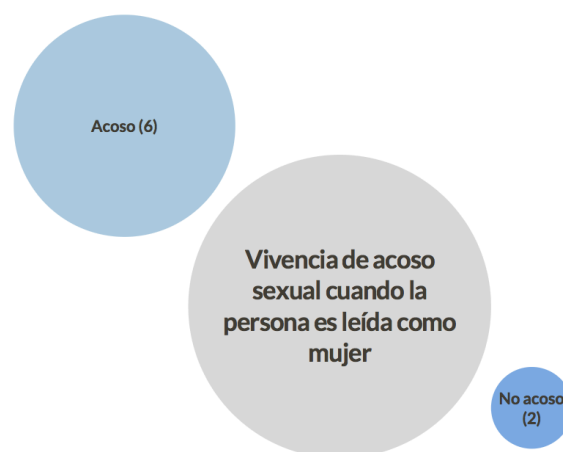 Acoso (6)
Vivencia de acoso
sexual cuando la
persona es leída como
mujer
No acoso
(2)